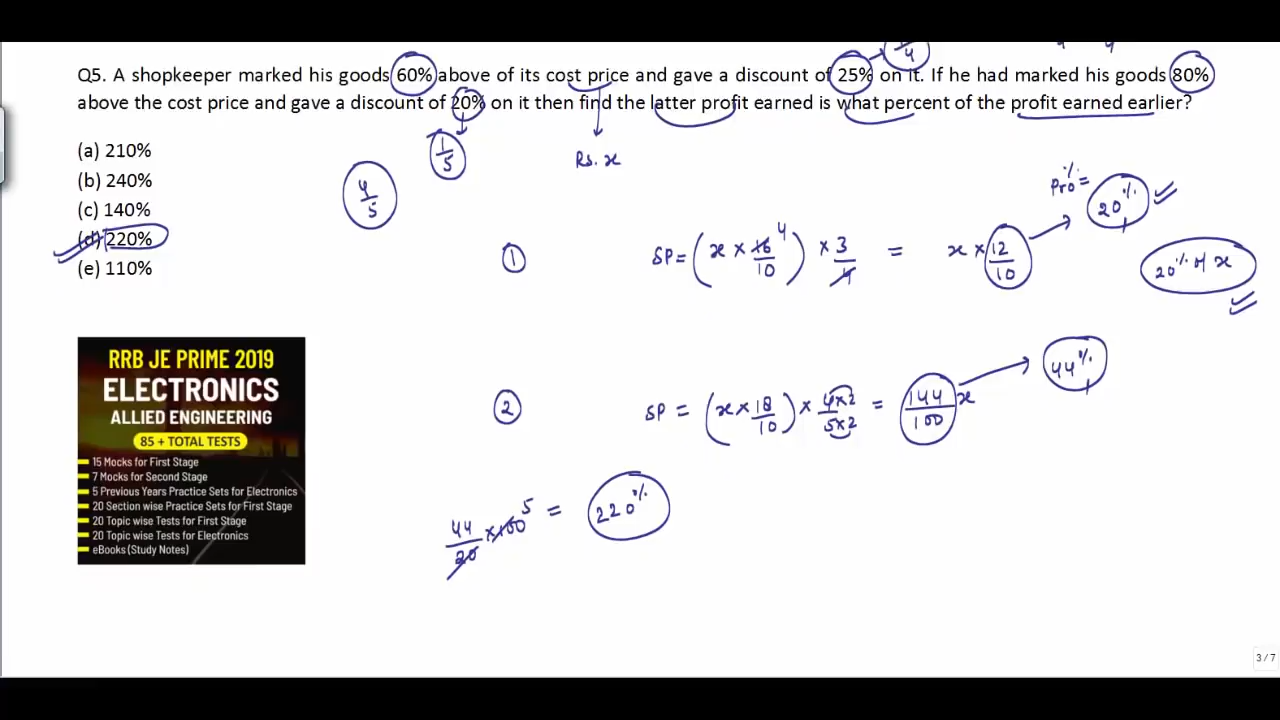 Q5. A shopkeeper marked his goods 60% above of its cost price and gave a discount of 25% on it. If he had marked his goods 80%
above the cost price and gave a discount of 20% on it then find the latter profit earned is what percent of the profit earned earlier?
1/5
Rs. x
(a) 210%
(b) 240%
(c) 140%
(d) 220%
(e) 110%
4/5
Pro% =
20%
1
SP = (x × 16/10) 4 × 3/4 = x × 12/10
20% of x
2
SP = (x × 18/10) × 4×2/5×2 = 144/100 x
44%
44/20 × 100 5 = 220%
RRB JE PRIME 2019
ELECTRONICS
ALLIED ENGINEERING
85 + TOTAL TESTS
15 Mocks for First Stage
7 Mocks for Second Stage
5 Previous Years Practice Sets for Electronics
20 Section wise Practice Sets for First Stage
20 Topic wise Tests for First Stage
20 Topic wise Tests for Electronics
eBooks (Study Notes)
3 / 7